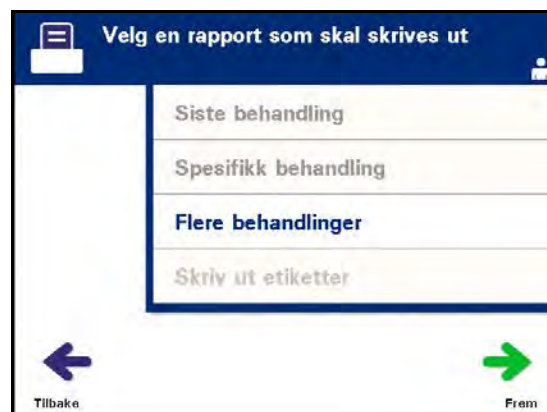 Velg en rapport som skal skrives ut
Siste behandling
Spesifikk behandling
Flere behandlinger
Skriv ut etiketter
Tilbake
Frem